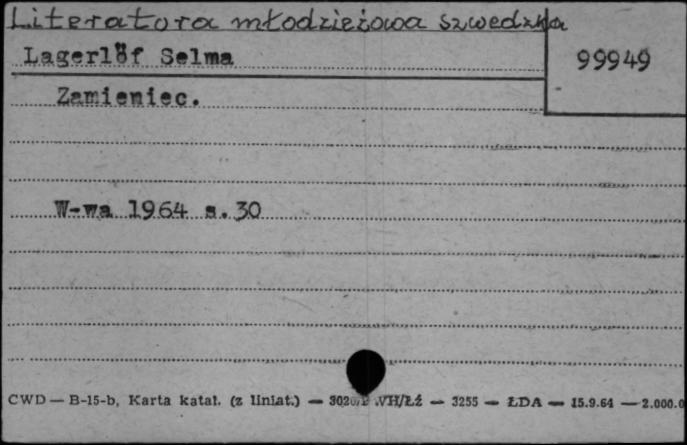 Literatura młodzieżowa szwedzka
Lagerlöf Selma
99949
Zamieniec.
W-wa 1964 s.30
CWD — B-15-b, Karta katal. (z liniat.) — WH/Łź — 3255 — ŁDA — 15.9.64 — 2.000.0